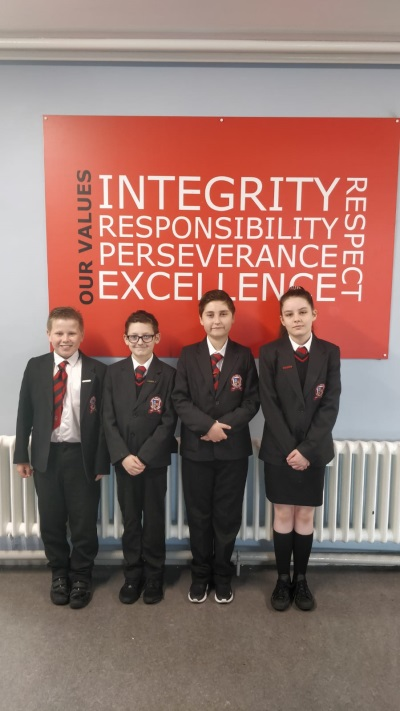 OUR VALUES
INTEGRITY
RESPONSIBILITY
PERSEVERANCE
EXCELLENCE
RESPECT